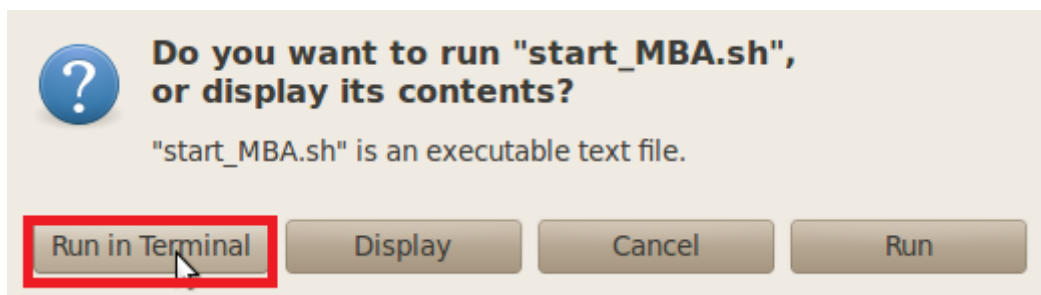 ?
Do you want to run "start_MBA.sh",
or display its contents?
"start_MBA.sh" is an executable text file.
Run in Terminal Display Cancel Run